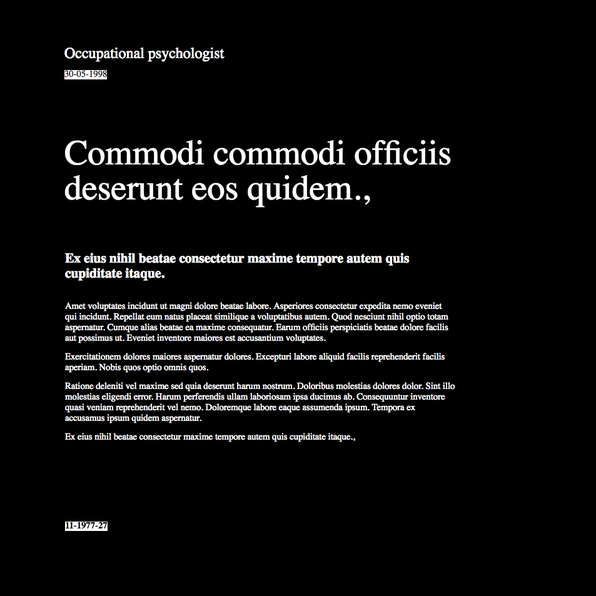 Occupational psychologist
30-05-1998
Commodi commodi officiis
deserunt eos quidem.,
Ex eius nihil beatae consectetur maxime tempore autem quis
cupiditate itaque.
Amet voluptates incidunt ut magni dolore beatae labore. Asperiores consectetur expedita nemo eveniet
qui incidunt. Repellat eum natus placeat similique a voluptatibus autem. Quod nesciunt nihil optio totam
aspernatur. Cumque alias beatae ea maxime consequatur. Earum officiis perspiciatis beatae dolore facilis
aut possimus ut. Eveniet inventore maiores est accusantium voluptates.
Exercitationem dolores maiores aspernatur dolores. Excepturi labore aliquid facilis reprehenderit facilis
aperiam. Nobis quos optio omnis quos.
Ratione deleniti vel maxime sed quia deserunt harum nostrum. Doloribus molestias dolores dolor. Sint illo
molestias eligendi error. Harum perferendis ullam laboriosam ipsa ducimus ab. Consequuntur inventore
quasi veniam reprehenderit vel nemo. Doloremque labore eaque assumenda ipsum. Tempora ex
accusamus ipsum quidem aspernatur.
Ex eius nihil beatae consectetur maxime tempore autem quis cupiditate itaque.,
11-1977-27